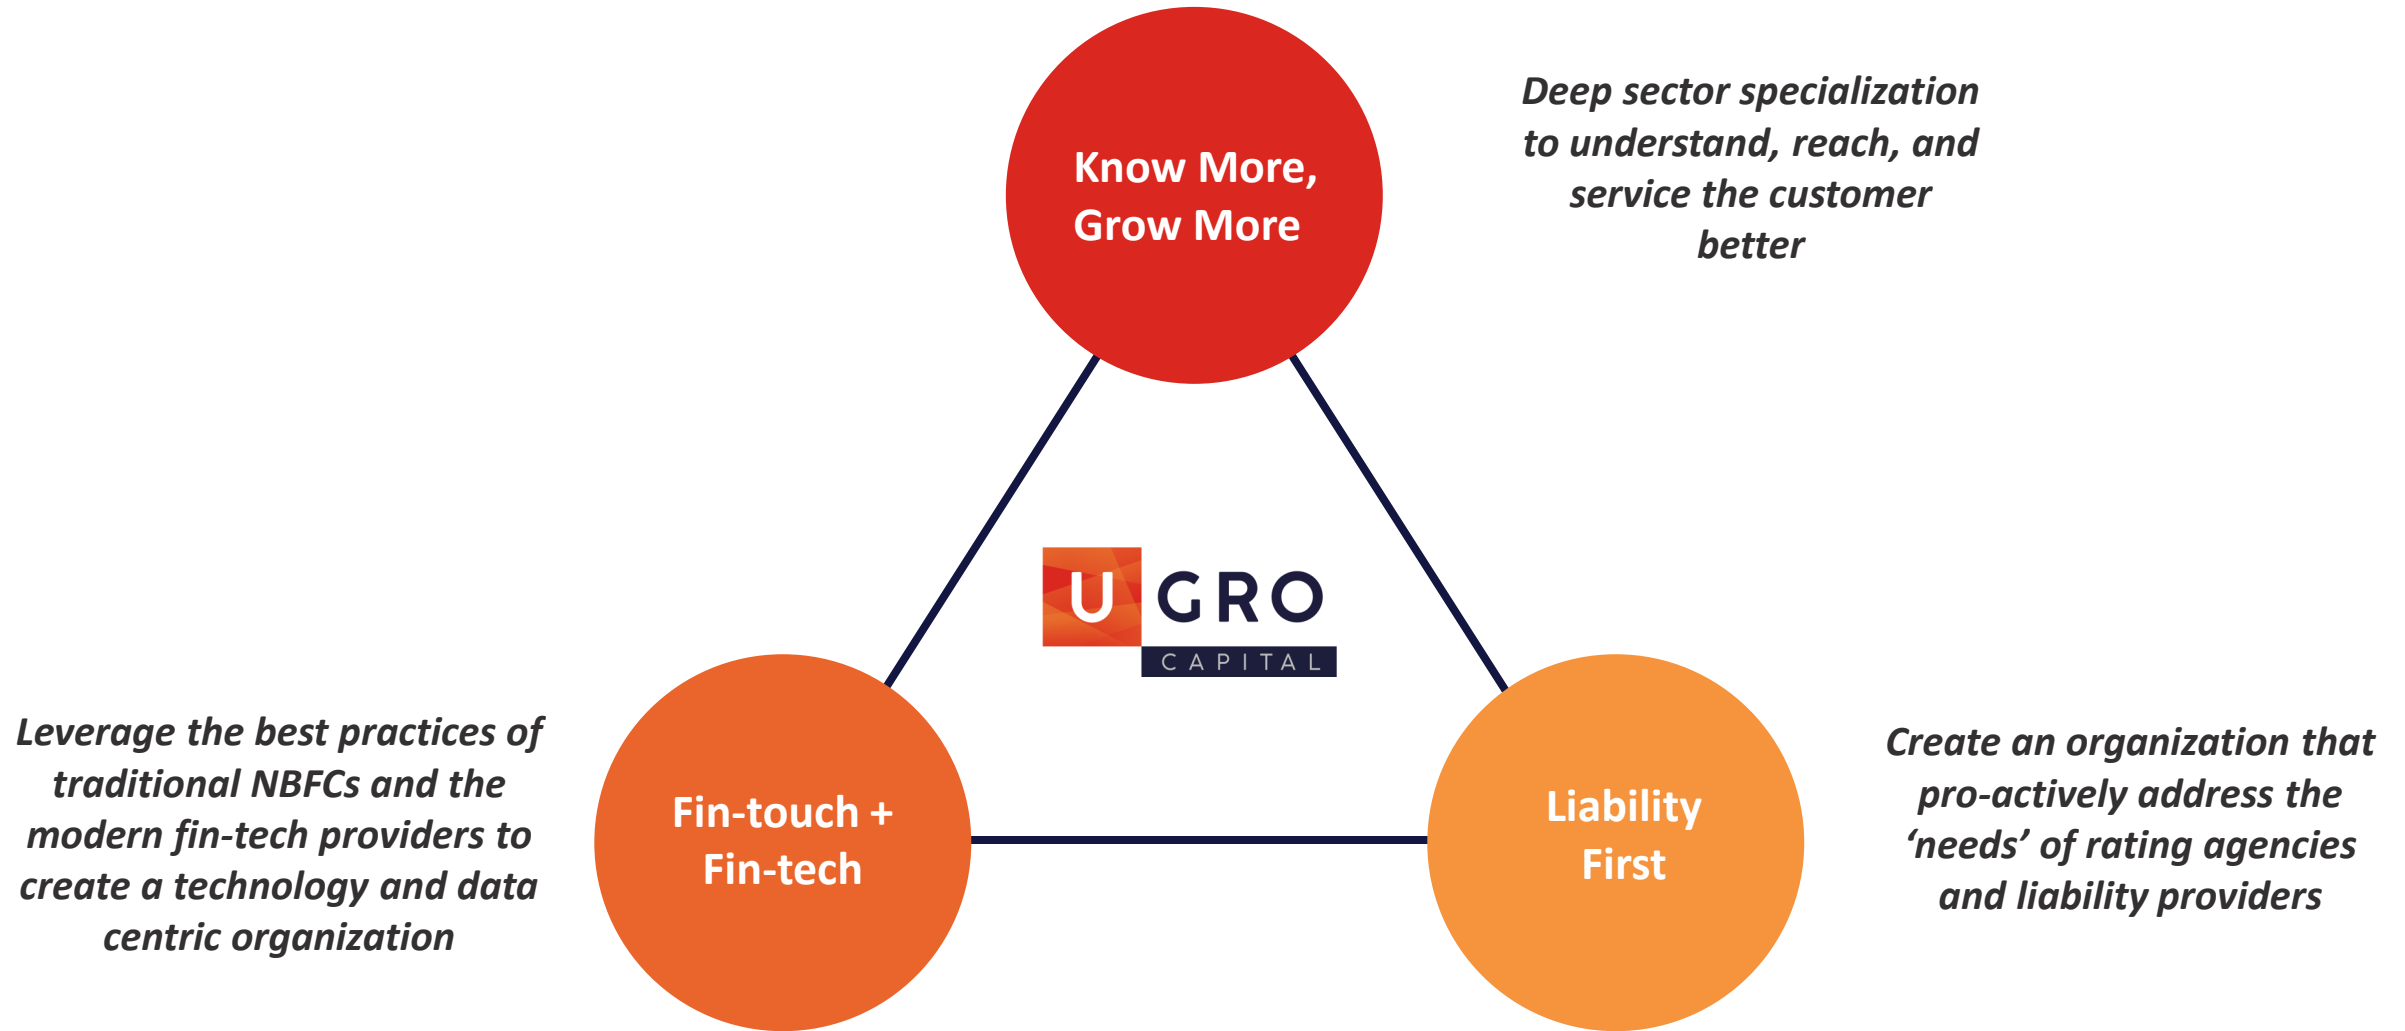 Know More,
Grow More
Deep sector specialization
to understand, reach, and
service the customer
better
U GRO
CAPITAL
Leverage the best practices of
traditional NBFCs and the
modern fin-tech providers to
create a technology and data
centric organization
Fin-touch +
Fin-tech
Liability
First
Create an organization that
pro-actively address the
‘needs’ of rating agencies
and liability providers